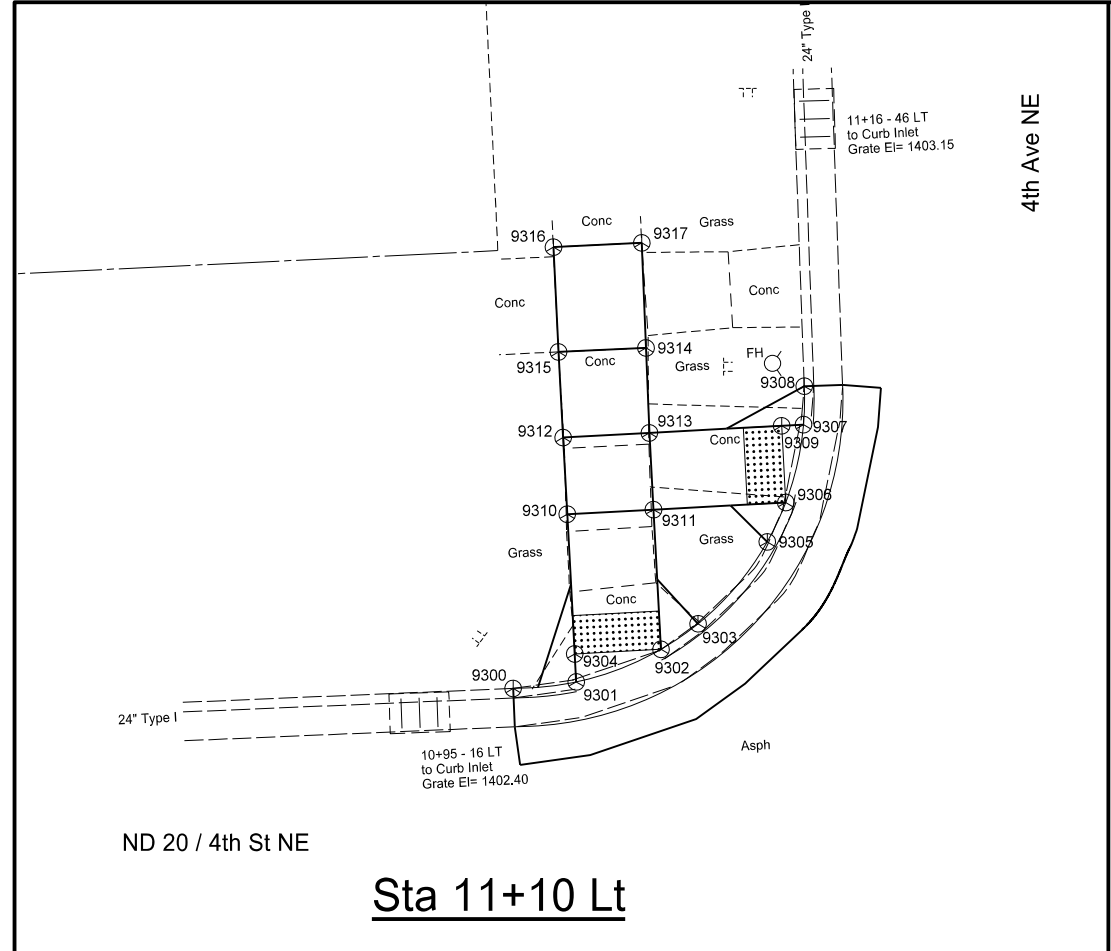 24" Type I
4th Ave NE
11+16 - 46 LT
to Curb Inlet
Grate El= 1403.15
Conc
Grass
9316
9317
Conc
Conc
9315
Conc
9314
Grass
FH
9308
9312
9313
Conc
9307
9309
9310
9311
9306
Grass
Grass
9305
Conc
9303
9304
9302
9300
9301
24" Type I
10+95 - 16 LT
to Curb Inlet
Grate El= 1402.40
Asph
ND 20 / 4th St NE
Sta 11+10 Lt